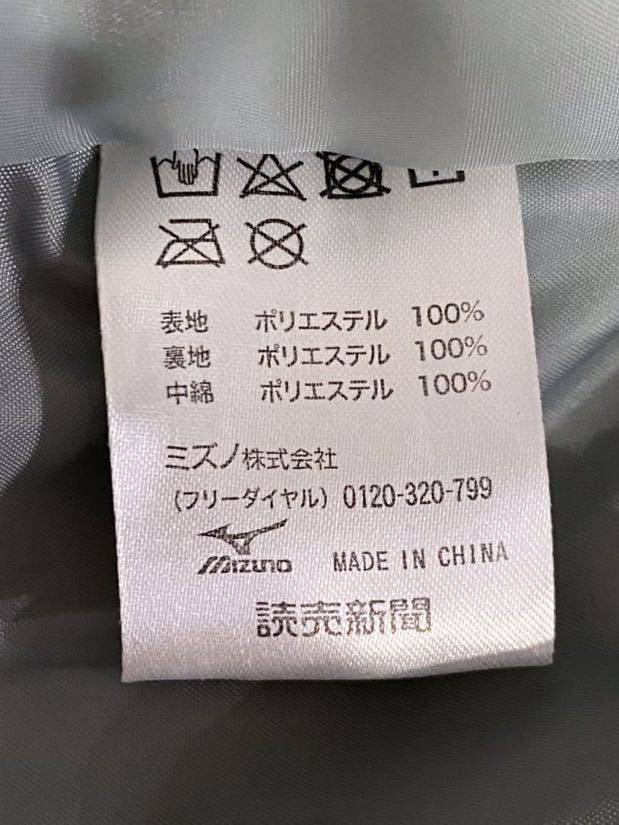 表地 ポリエステル 100%
裏地 ポリエステル 100%
中綿 ポリエステル 100%
ミズノ株式会社
(フリーダイヤル) 0120-320-799
mizuno MADE IN CHINA
読売新聞